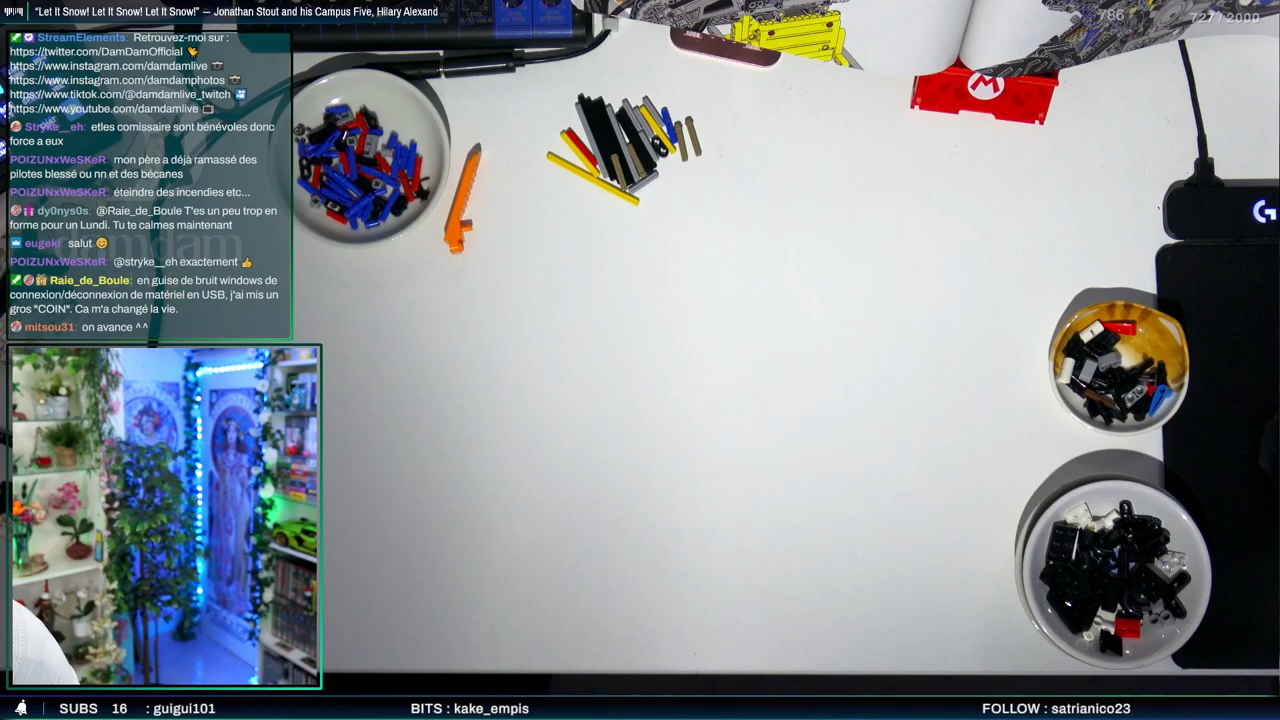 "Let It Snow! Let It Snow! Let It Snow!" — Jonathan Stout and his Campus Five, Hilary Alexand
786
727 / 2000
StreamElements: Retrouvez-moi sur :
https://twitter.com/DamDamOfficial
https://www.instagram.com/damdamlive
https://www.instagram.com/damdamphotos
https://www.tiktok.com/@damdamlive_twitch
https://www.youtube.com/damdamlive
Stryke__eh: etles comissaire sont bénévoles donc
force a eux
POIZUNxWeSKeR: mon père a déjà ramassé des
pilotes blessé ou nn et des bécanes
POIZUNxWeSKeR: éteindre des incendies etc...
dy0nys0s: @Raie_de_Boule T'es un peu trop en
forme pour un Lundi. Tu te calmes maintenant
eugeki: salut 😊
POIZUNxWeSKeR: @stryke__eh exactement 👍
Raie_de_Boule: en guise de bruit windows de
connexion/déconnexion de matériel en USB, j'ai mis un
gros "COIN". Ca m'a changé la vie.
mitsou31: on avance ^^
damdam
M
G
SUBS 16 : guigui101
BITS : kake_empis
FOLLOW : satrianico23